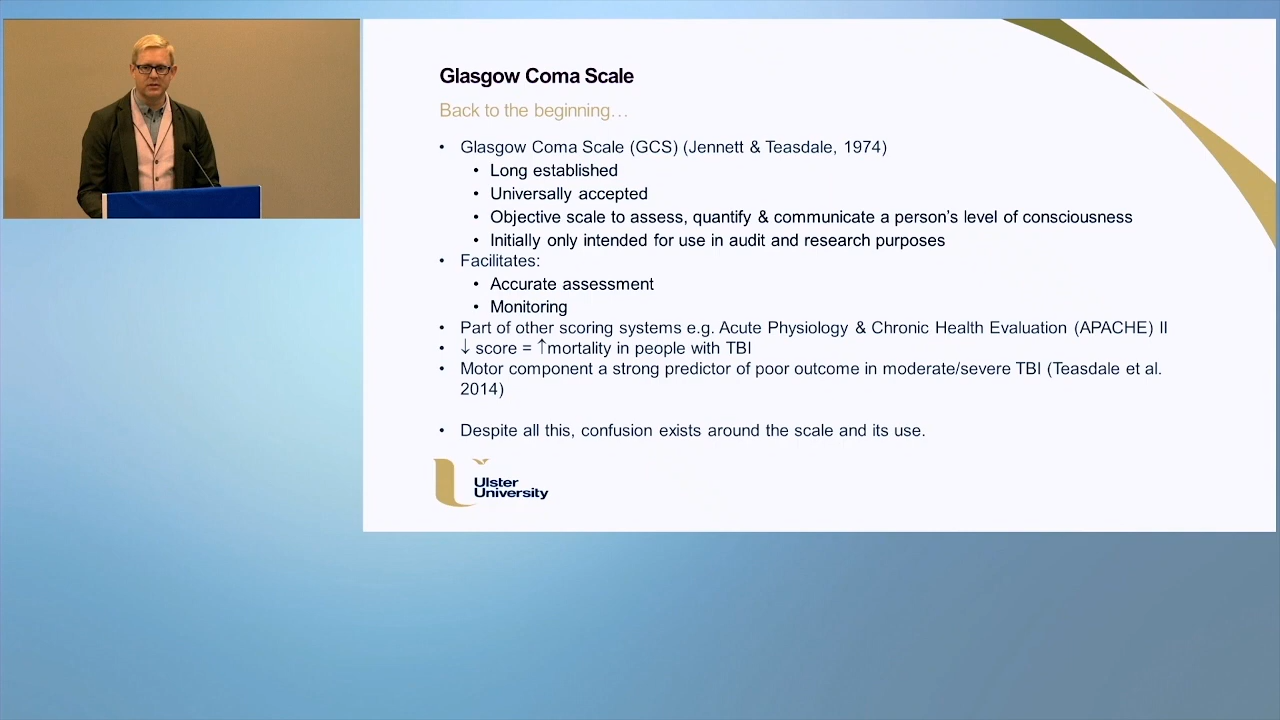 Glasgow Coma Scale
Back to the beginning…
• Glasgow Coma Scale (GCS) (Jennett & Teasdale, 1974)
• Long established
• Universally accepted
• Objective scale to assess, quantify & communicate a person’s level of consciousness
• Initially only intended for use in audit and research purposes
• Facilitates:
• Accurate assessment
• Monitoring
• Part of other scoring systems e.g. Acute Physiology & Chronic Health Evaluation (APACHE) II
• ↓ score = ↑mortality in people with TBI
• Motor component a strong predictor of poor outcome in moderate/severe TBI (Teasdale et al.
2014)
• Despite all this, confusion exists around the scale and its use.
Ulster
University